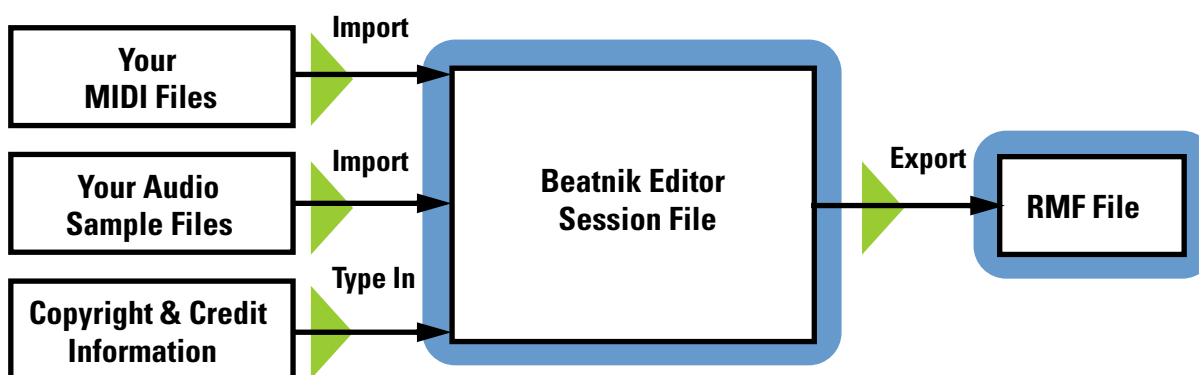 Import
Your
MIDI Files
Import
Your Audio
Sample Files
Type In
Copyright & Credit
Information
Beatnik Editor
Session File
Export
RMF File